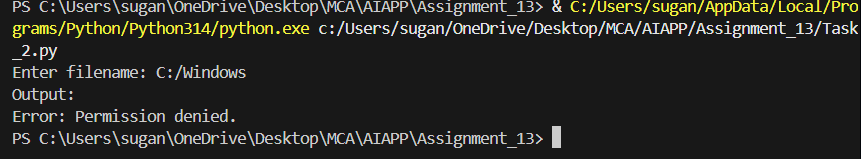 PS C:\Users\sugan\OneDrive\Desktop\MCA\AIAPP\Assignment_13> & C:/Users/sugan/AppData/Local/Pro
grams/Python/Python314/python.exe c:/Users/sugan/OneDrive/Desktop/MCA/AIAPP/Assignment_13/Task
_2.py
Enter filename: C:/Windows
Output:
Error: Permission denied.
PS C:\Users\sugan\OneDrive\Desktop\MCA\AIAPP\Assignment_13>